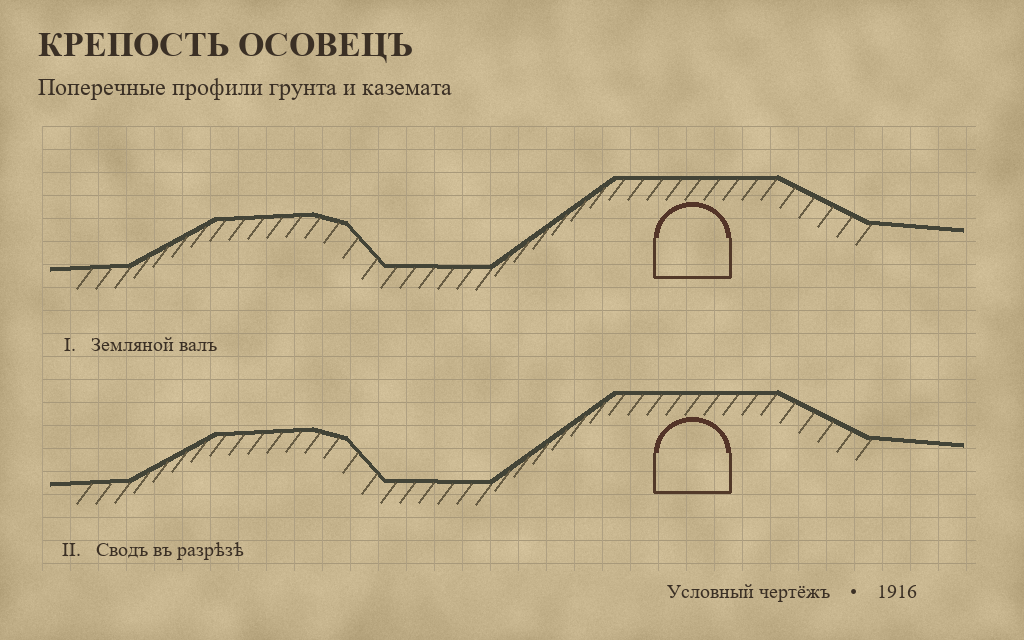 КРЕПОСТЬ ОСОВЕЦЪ
Поперечные профили грунта и каземата
I. Земляной валъ
II. Сводъ въ разрѣзѣ
Условный чертёжъ • 1916